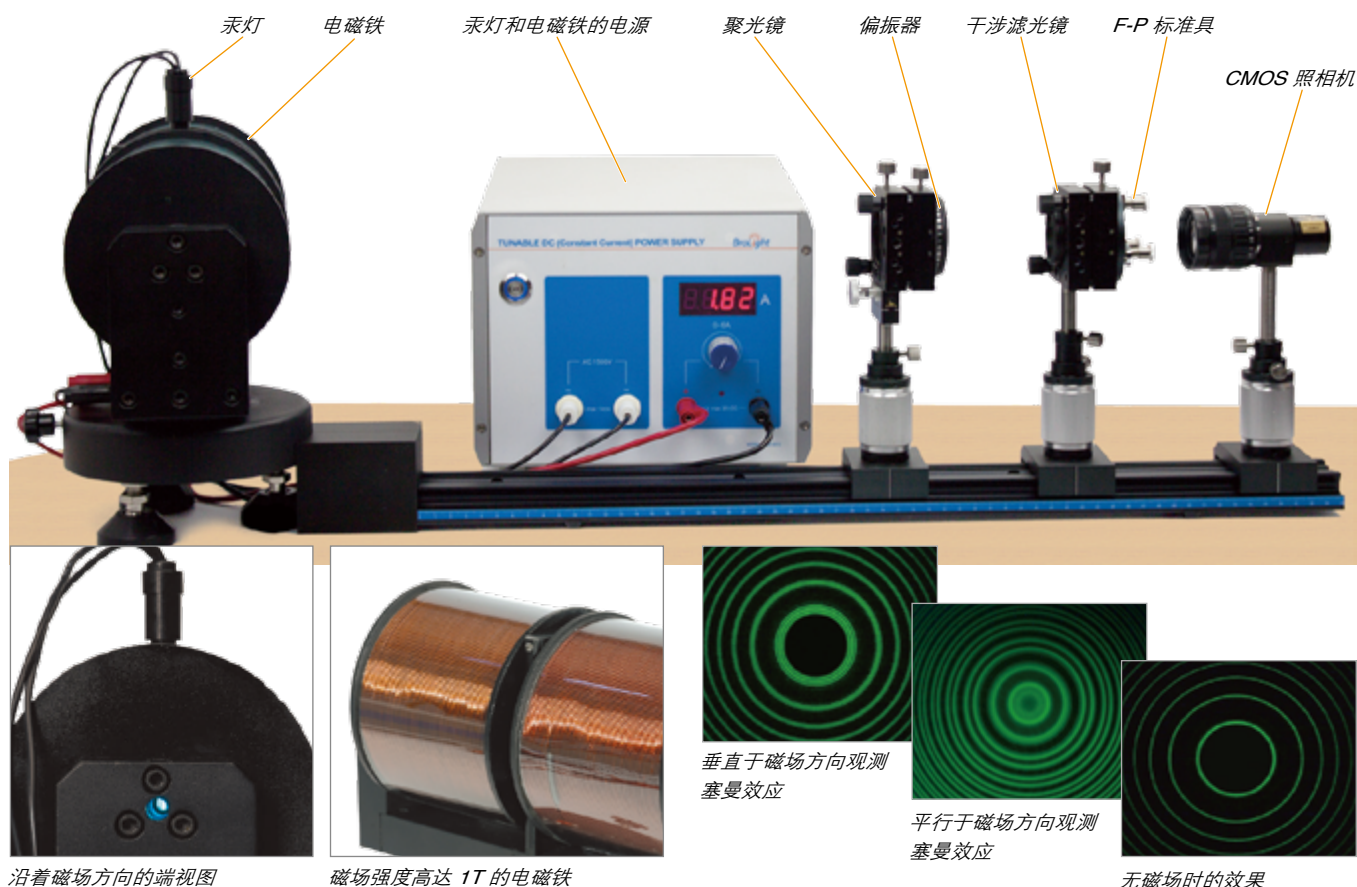 汞灯
电磁铁
汞灯和电磁铁的电源
聚光镜
偏振器
干涉滤光镜
F-P 标准具
CMOS 照相机
TUNABLE DC (Constant Current) POWER SUPPLY
BroLight
1.82 A
沿着磁场方向的端视图
磁场强度高达 1T 的电磁铁
垂直于磁场方向观测
塞曼效应
平行于磁场方向观测
塞曼效应
无磁场时的效果